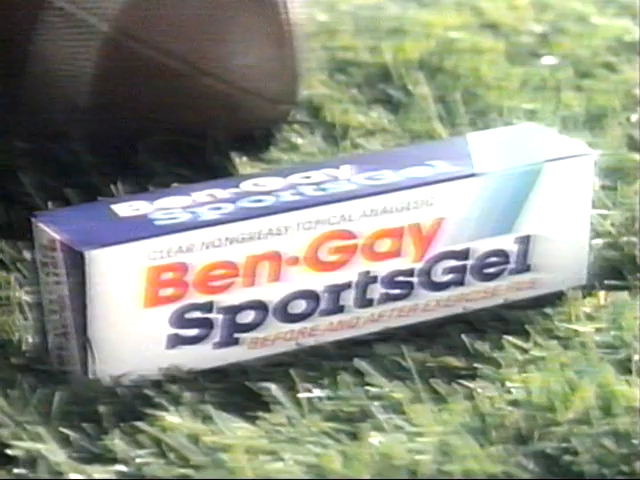 Ben-Gay
SportsGel
CLEAR NONGREASY TOPICAL ANALGESIC
Ben-Gay
SportsGel
BEFORE AND AFTER EXERCISE